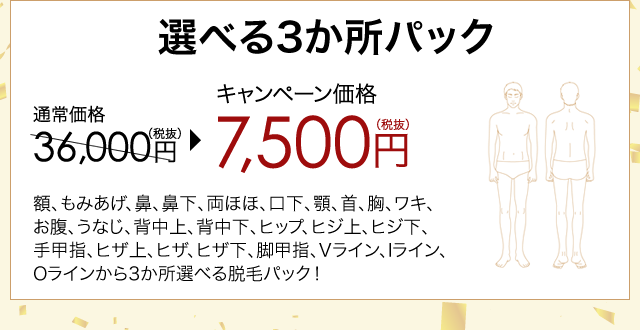 選べる3か所パック
通常価格
36,000円(税抜)
キャンペーン価格
7,500円(税抜)
額、もみあげ、鼻、鼻下、両ほほ、口下、顎、首、胸、ワキ、
お腹、うなじ、背中上、背中下、ヒップ、ヒジ上、ヒジ下、
手甲指、ヒザ上、ヒザ、ヒザ下、脚甲指、Vライン、Iライン、
Oラインから3か所選べる脱毛パック！